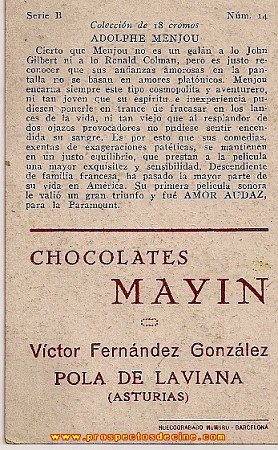 Serie B Núm. 14
Colección de 18 cromos
ADOLPHE MENJOU
Cierto que Menjou no es un galán a lo John
Gilbert ni a lo Ronald Colman, pero es justo re-
conocer que sus andanzas amorosas en la pan-
talla no se basan en amores platónicos. Menjou
encarna siempre este tipo cosmopolita y aventurero,
ni tan joven que su espíritu e inexperiencia pu-
diesen ponerle en trance de fracasar en los lan-
ces de la vida, ni tan viejo que al resplandor de
dos ojazos provocadores no pudiese sentir encen-
dida su sangre. Es por esto que sus comedias,
exentas de exageraciones patéticas, se mantienen
en un justo equilibrio, que prestan a la película
una mayor exquisitez y sensibilidad. Descendiente
de familia francesa, ha pasado la mayor parte de
su vida en América. Su primera película sonora
le valió un gran triunfo y fué AMOR AUDAZ,
para la Paramount.
CHOCOLATES
MAYIN
Víctor Fernández González
POLA DE LAVIANA
(ASTURIAS)
HUECOGRABADO MUMBRU - BARCELONA
www.prospectosdecine.com